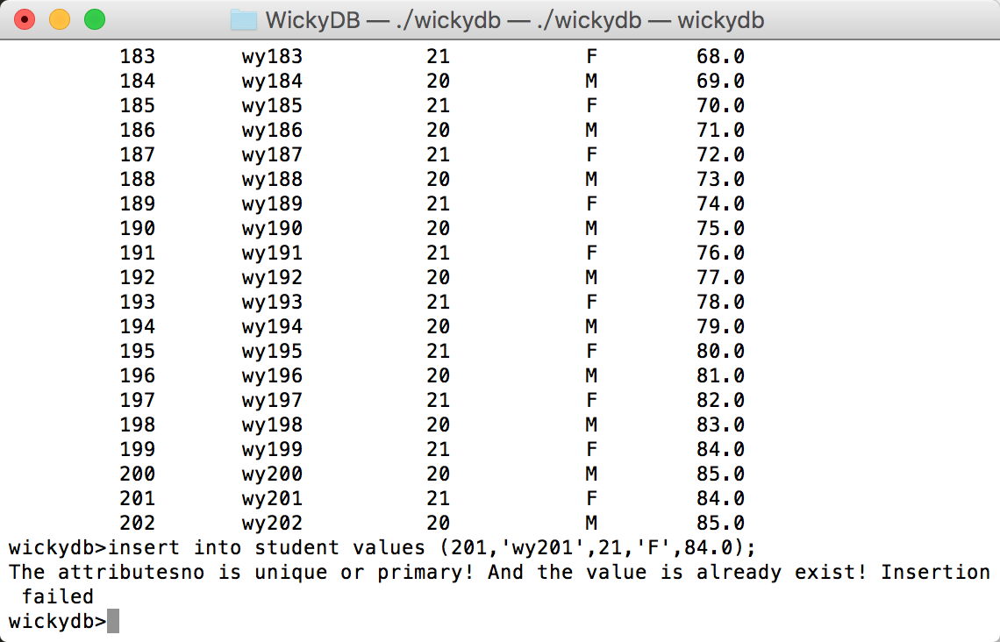 WickyDB — ./wickydb — ./wickydb — wickydb
183 wy183 21 F 68.0
184 wy184 20 M 69.0
185 wy185 21 F 70.0
186 wy186 20 M 71.0
187 wy187 21 F 72.0
188 wy188 20 M 73.0
189 wy189 21 F 74.0
190 wy190 20 M 75.0
191 wy191 21 F 76.0
192 wy192 20 M 77.0
193 wy193 21 F 78.0
194 wy194 20 M 79.0
195 wy195 21 F 80.0
196 wy196 20 M 81.0
197 wy197 21 F 82.0
198 wy198 20 M 83.0
199 wy199 21 F 84.0
200 wy200 20 M 85.0
201 wy201 21 F 84.0
202 wy202 20 M 85.0
wickydb>insert into student values (201,'wy201',21,'F',84.0);
The attributesno is unique or primary! And the value is already exist! Insertion
failed
wickydb>